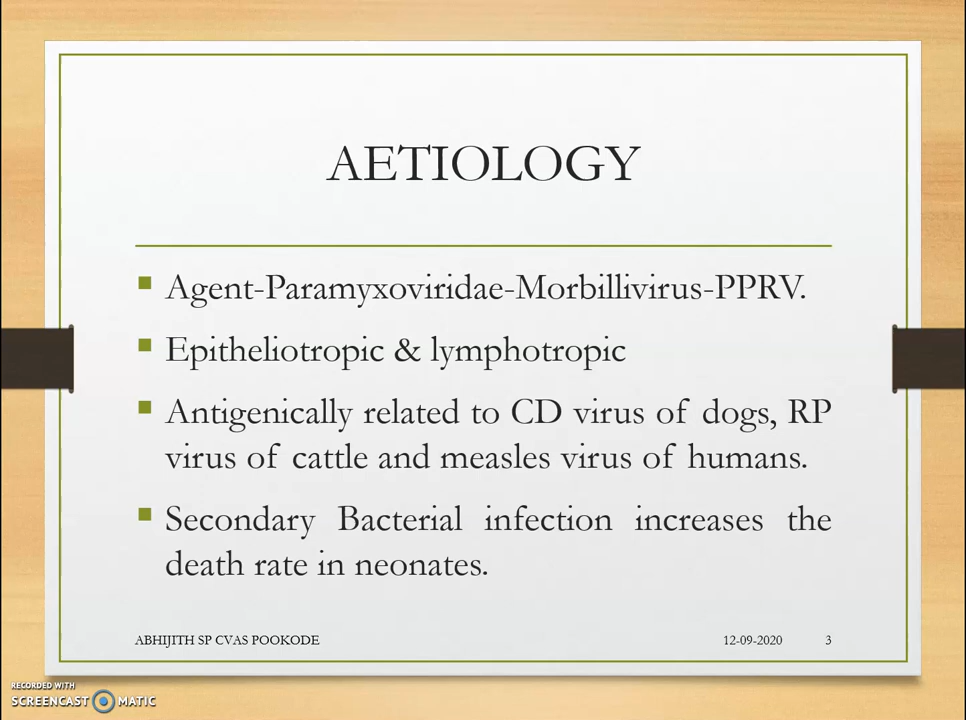 AETIOLOGY
Agent-Paramyxoviridae-Morbillivirus-PPRV.
Epitheliotropic & lymphotropic
Antigenically related to CD virus of dogs, RP
virus of cattle and measles virus of humans.
Secondary Bacterial infection increases the
death rate in neonates.
ABHIJITH SP CVAS POOKODE 12-09-2020 3
RECORDED WITH
SCREENCAST MATIC